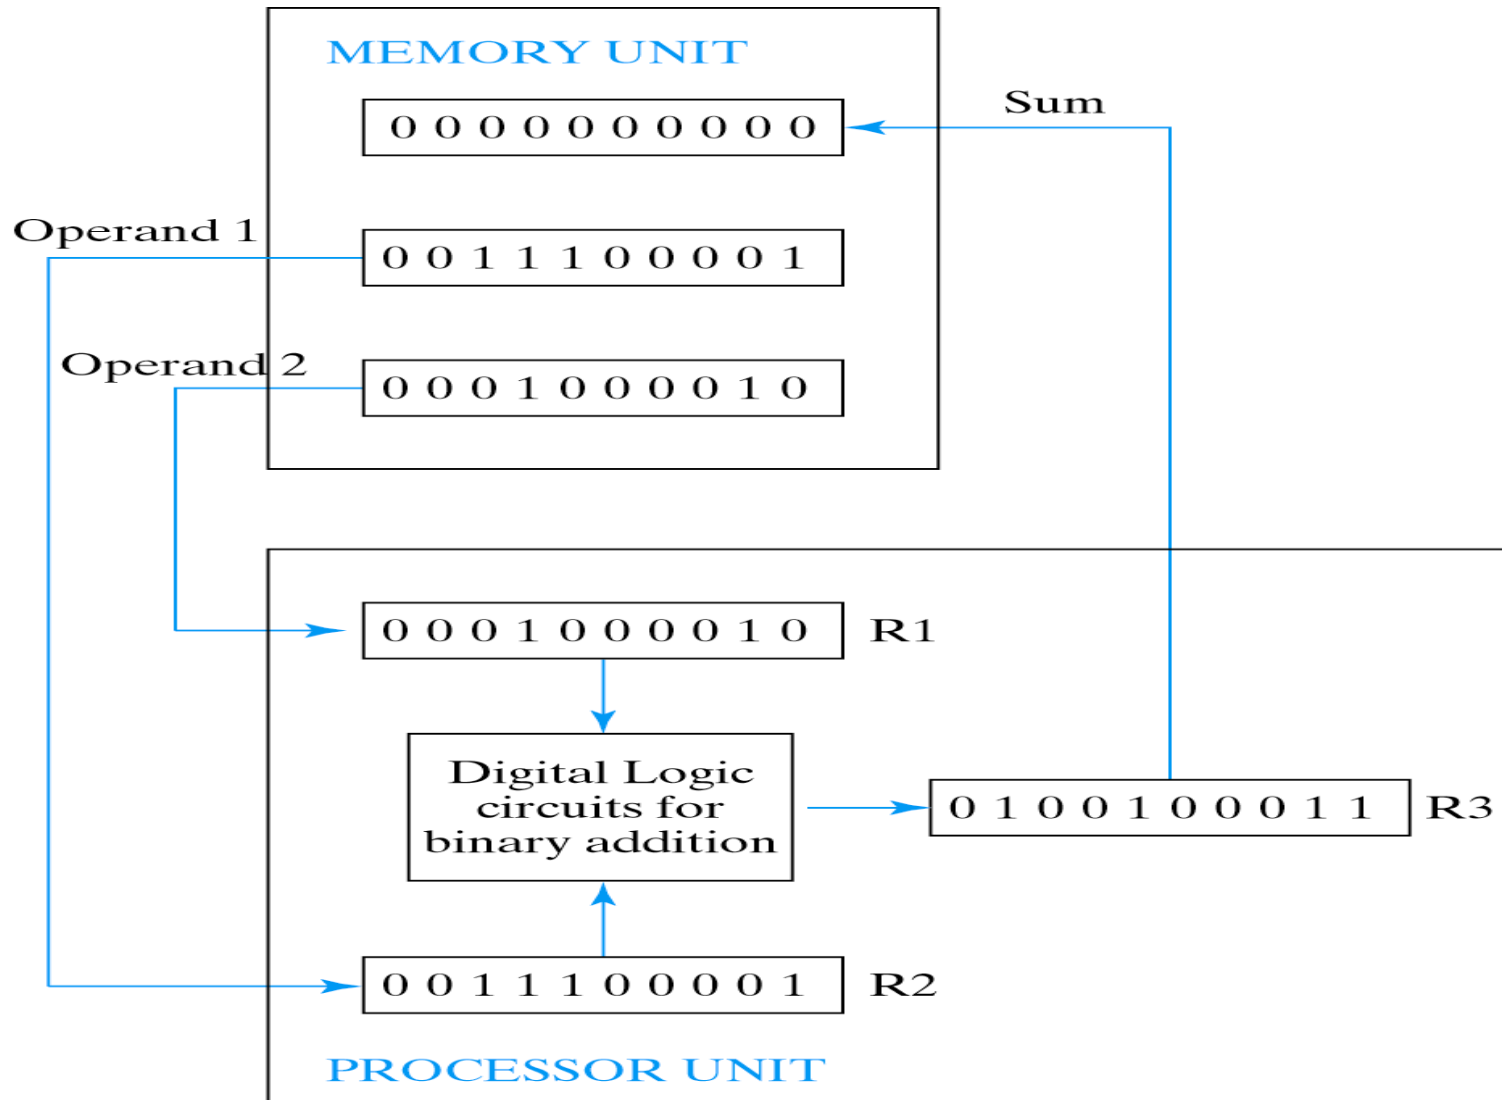 MEMORY UNIT
0 0 0 0 0 0 0 0 0 0
Sum
Operand 1
0 0 1 1 1 0 0 0 0 1
Operand 2
0 0 0 1 0 0 0 0 1 0
0 0 0 1 0 0 0 0 1 0 R1
Digital Logic
circuits for
binary addition
0 1 0 0 1 0 0 0 1 1 R3
0 0 1 1 1 0 0 0 0 1 R2
PROCESSOR UNIT